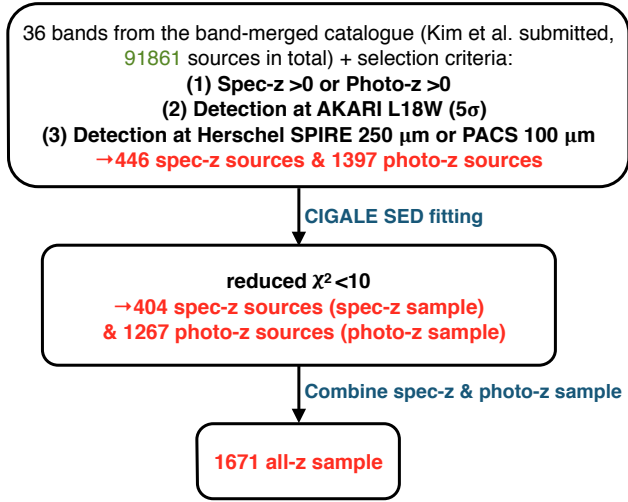 36 bands from the band-merged catalogue (Kim et al. submitted,
91861 sources in total) + selection criteria:
(1) Spec-z >0 or Photo-z >0
(2) Detection at AKARI L18W (5σ)
(3) Detection at Herschel SPIRE 250 μm or PACS 100 μm
→446 spec-z sources & 1397 photo-z sources
CIGALE SED fitting
reduced χ²<10
→404 spec-z sources (spec-z sample)
& 1267 photo-z sources (photo-z sample)
Combine spec-z & photo-z sample
1671 all-z sample